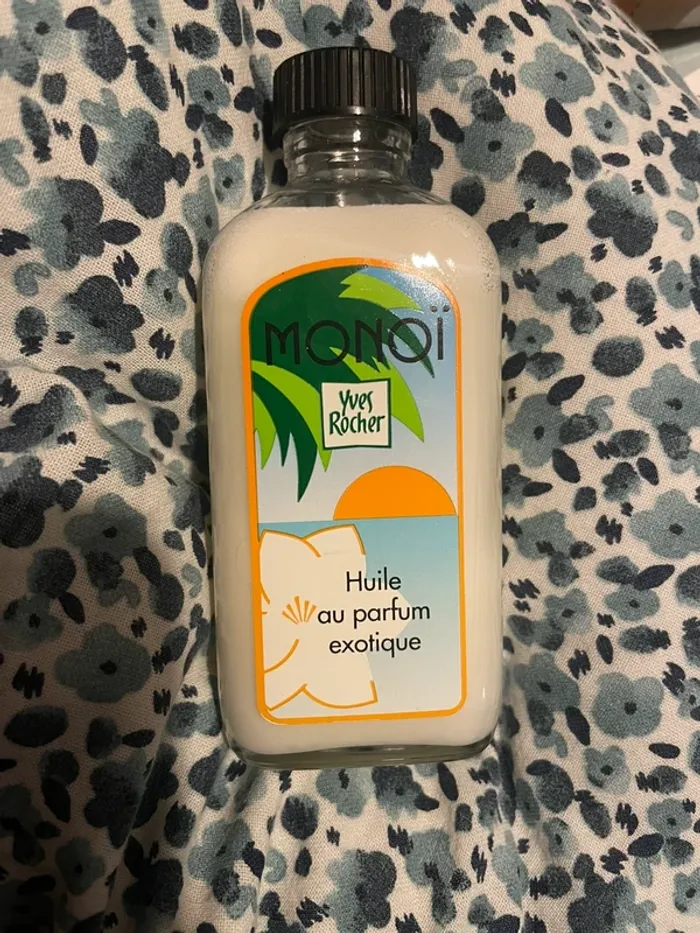 MONOÏ
Yves
Rocher
Huile
au parfum
exotique